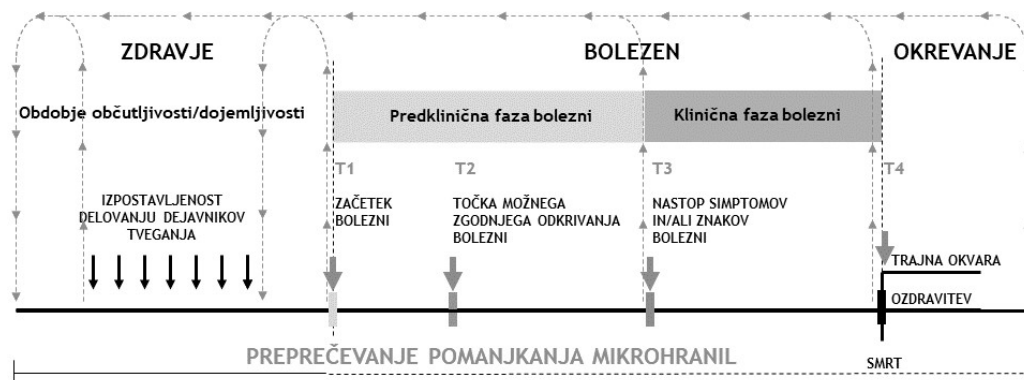 ZDRAVJE
BOLEZEN
OKREVANJE
Obdobje občutljivosti/dojemljivosti
Predklinična faza bolezni
Klinična faza bolezni
T1
T2
T3
T4
IZPOSTAVLJENOST
DELOVANJU DEJAVNIKOV
TVEGANJA
ZAČETEK
BOLEZNI
TOČKA MOŽNEGA
ZGODNJEGA ODKRIVANJA
BOLEZNI
NASTOP SIMPTOMOV
IN/ALI ZNAKOV
BOLEZNI
TRAJNA OKVARA
OZDRAVITEV
SMRT
PREPREČEVANJE POMANJKANJA MIKROHRANIL